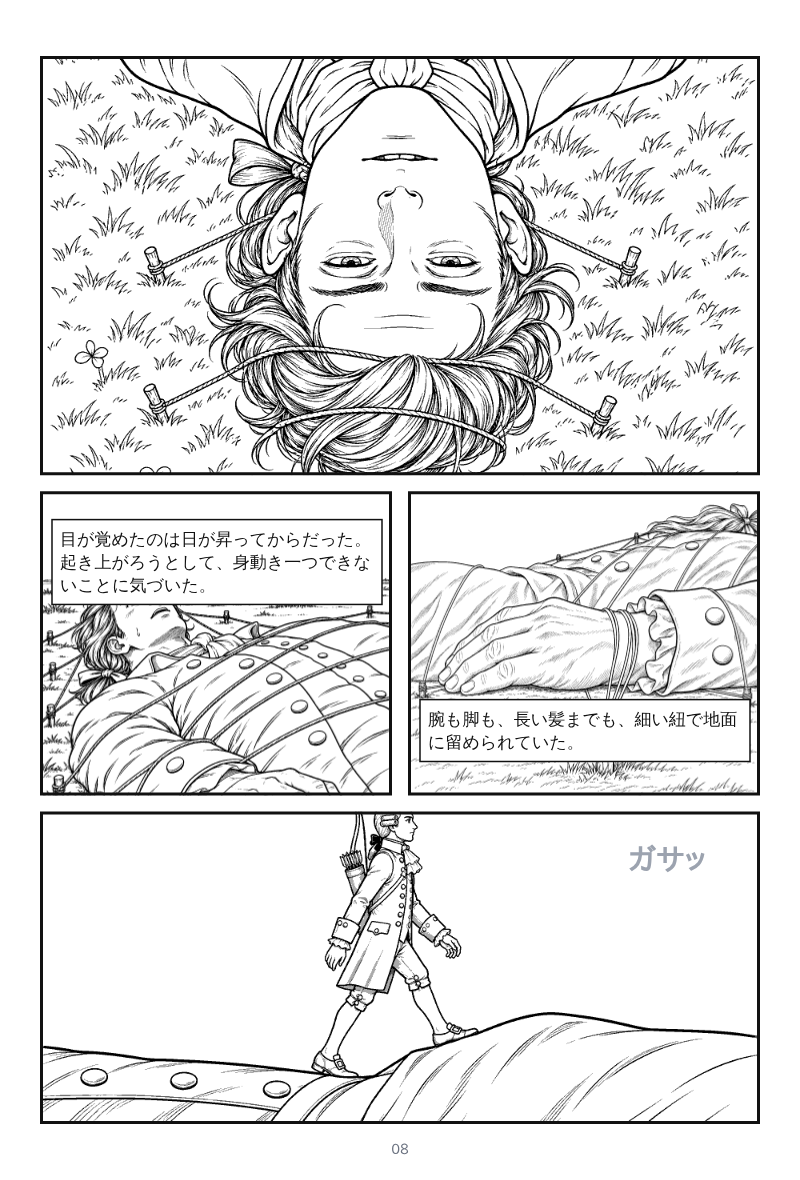 目が覚めたのは日が昇ってからだった。
起き上がろうとして、身動き一つできな
いことに気づいた。
腕も脚も、長い髪までも、細い紐で地面
に留められていた。
ガサッ
08